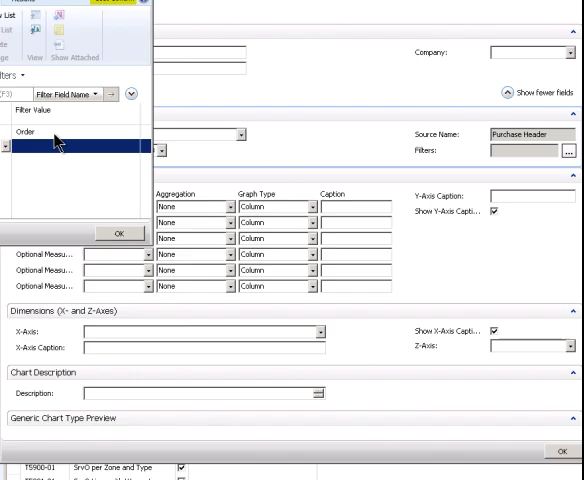 List
List
View
Show Attached
Filter Field Name
Filter Value
Order
OK
Company:
Show fewer fields
Source Name: Purchase Header
Filters: ...
Aggregation Graph Type Caption
Y-Axis Caption:
None Column
Show Y-Axis Capti...
None Column
None Column
Optional Measu... None Column
Optional Measu... None Column
Optional Measu... None Column
Dimensions (X- and Z-Axes)
X-Axis: Show X-Axis Capti...
X-Axis Caption: Z-Axis:
Chart Description
Description:
Generic Chart Type Preview
OK
TS900-01 SrvO per Zone and Type